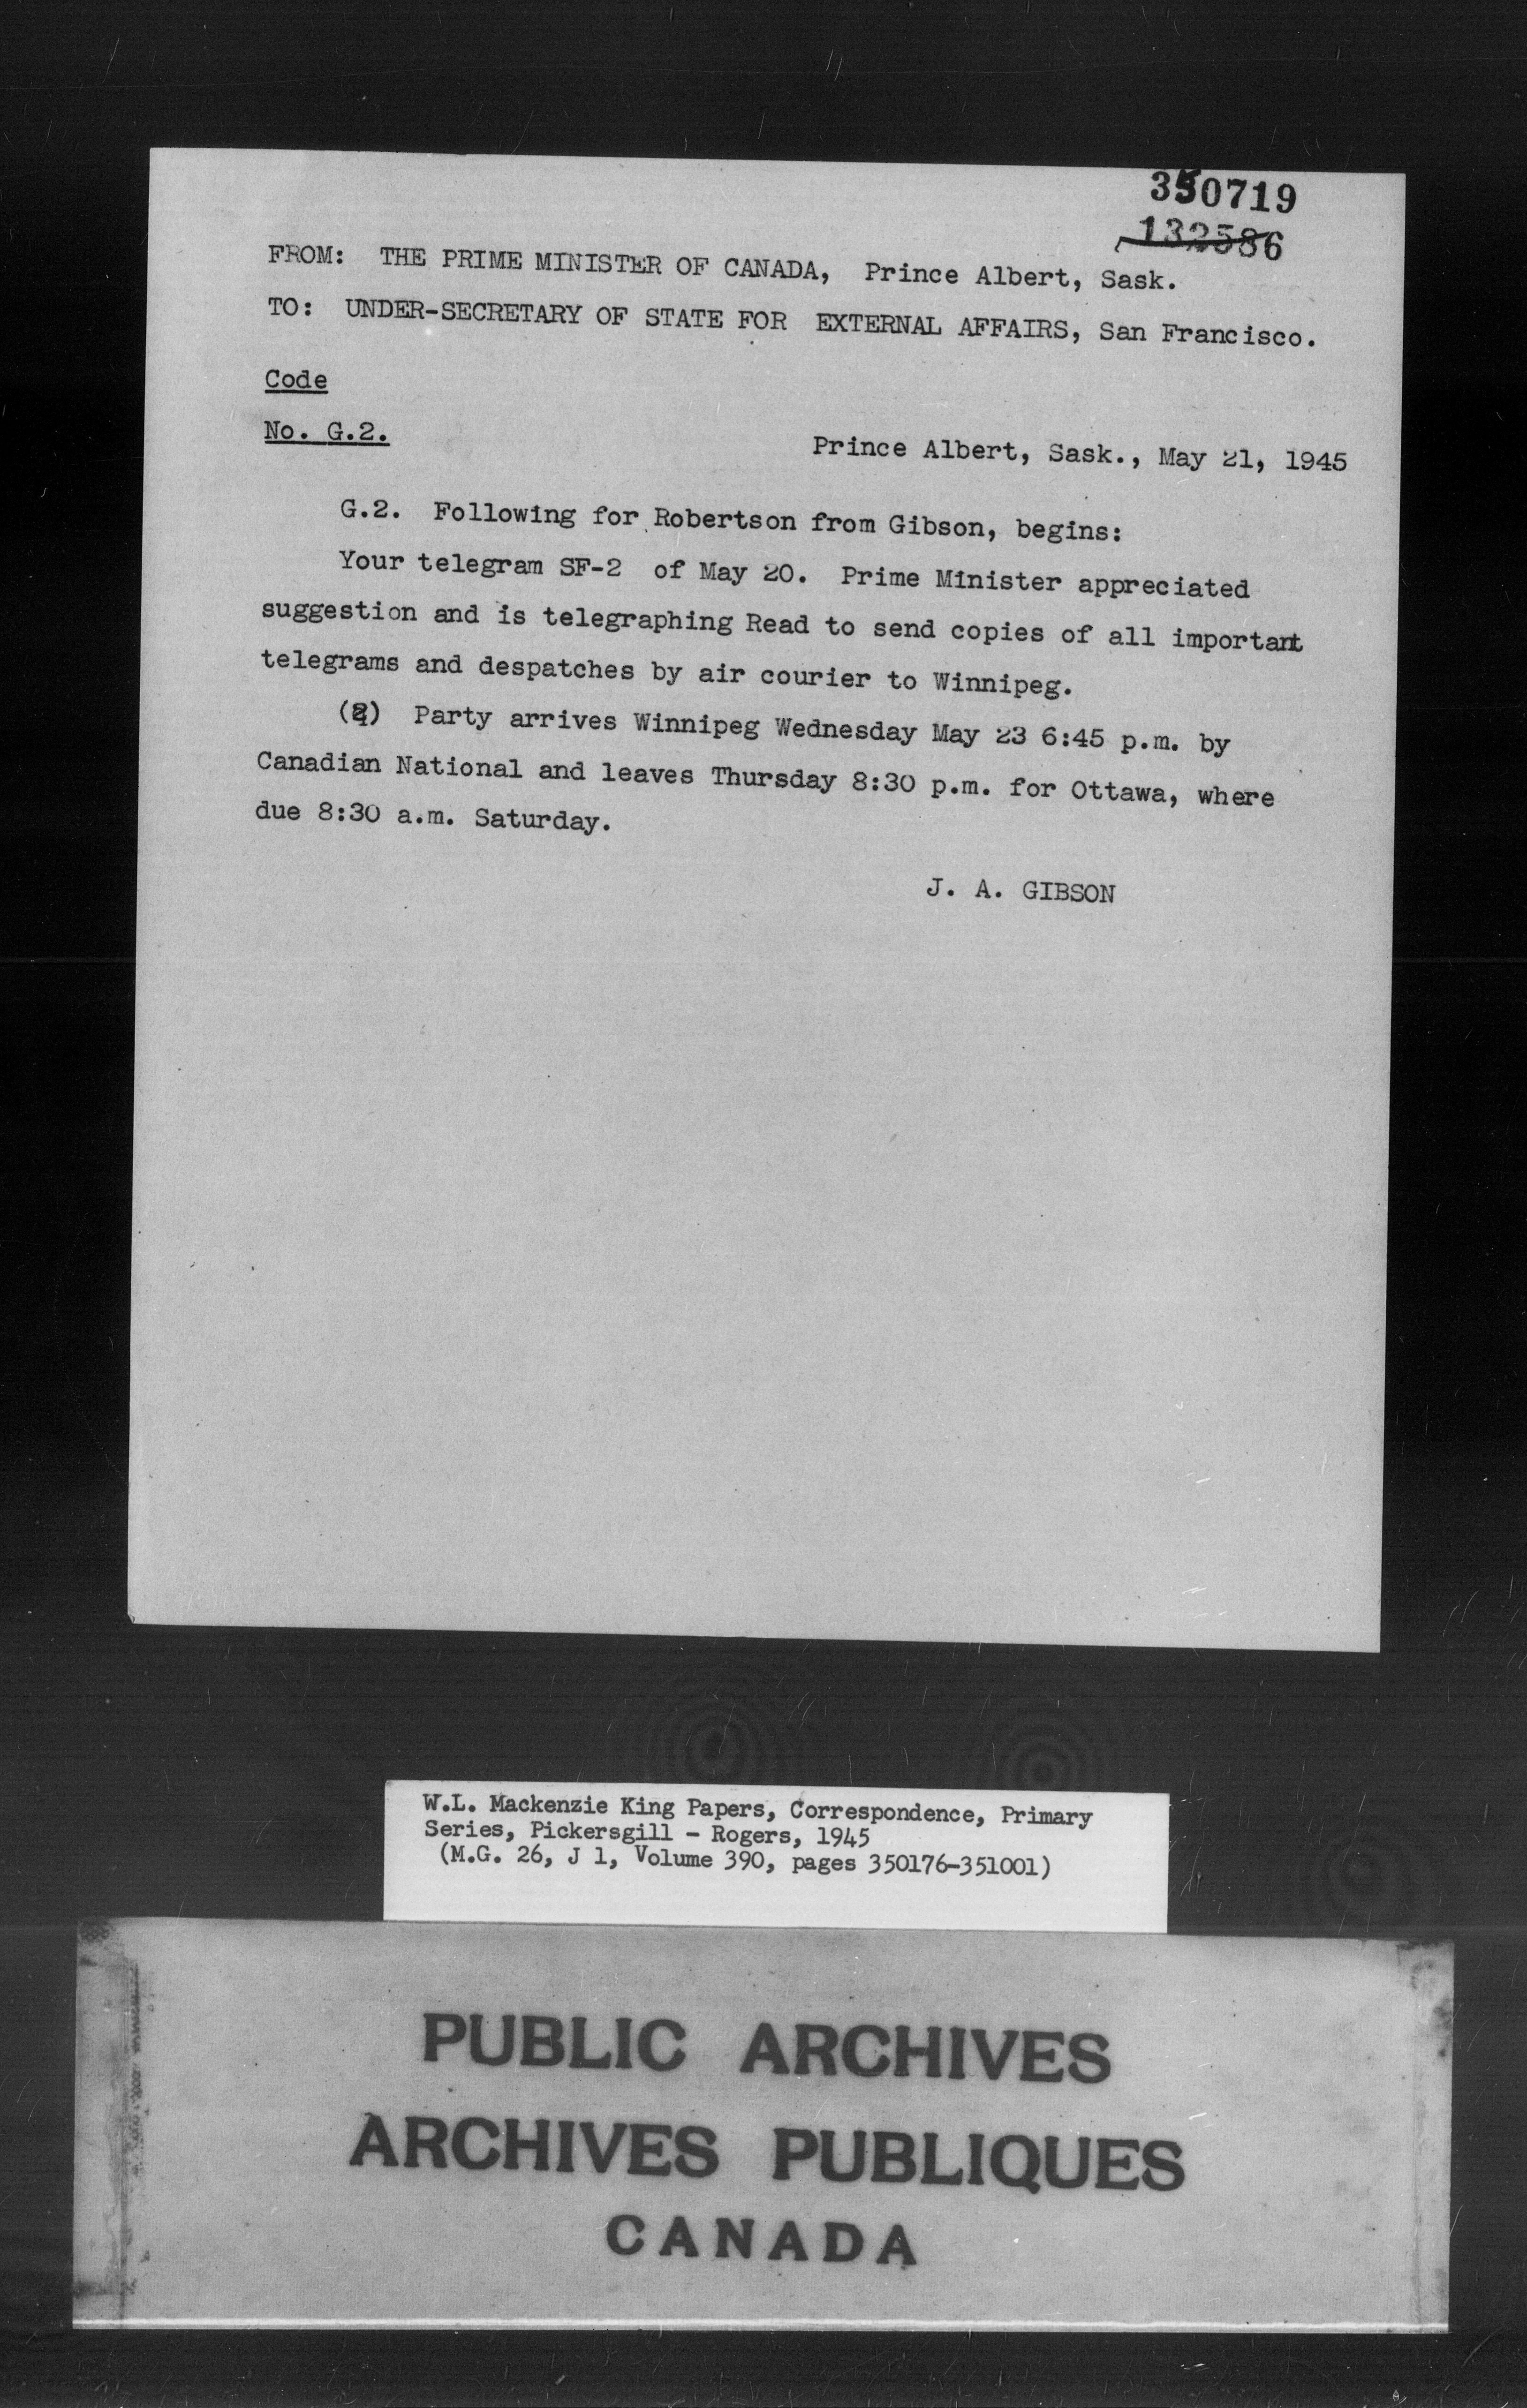 350719
132586
FROM: THE PRIME MINISTER OF CANADA, Prince Albert, Sask.
TO: UNDER-SECRETARY OF STATE FOR EXTERNAL AFFAIRS, San Francisco.
Code
No. G.2.
Prince Albert, Sask., May 21, 1945
G.2. Following for Robertson from Gibson, begins:
Your telegram SF-2 of May 20. Prime Minister appreciated
suggestion and is telegraphing Read to send copies of all important
telegrams and despatches by air courier to Winnipeg.
(2) Party arrives Winnipeg Wednesday May 23 6:45 p.m. by
Canadian National and leaves Thursday 8:30 p.m. for Ottawa, where
due 8:30 a.m. Saturday.
J. A. GIBSON
W.L. Mackenzie King Papers, Correspondence, Primary
Series, Pickersgill - Rogers, 1945
(M.G. 26, J 1, Volume 390, pages 350176-351001)
PUBLIC ARCHIVES
ARCHIVES PUBLIQUES
CANADA